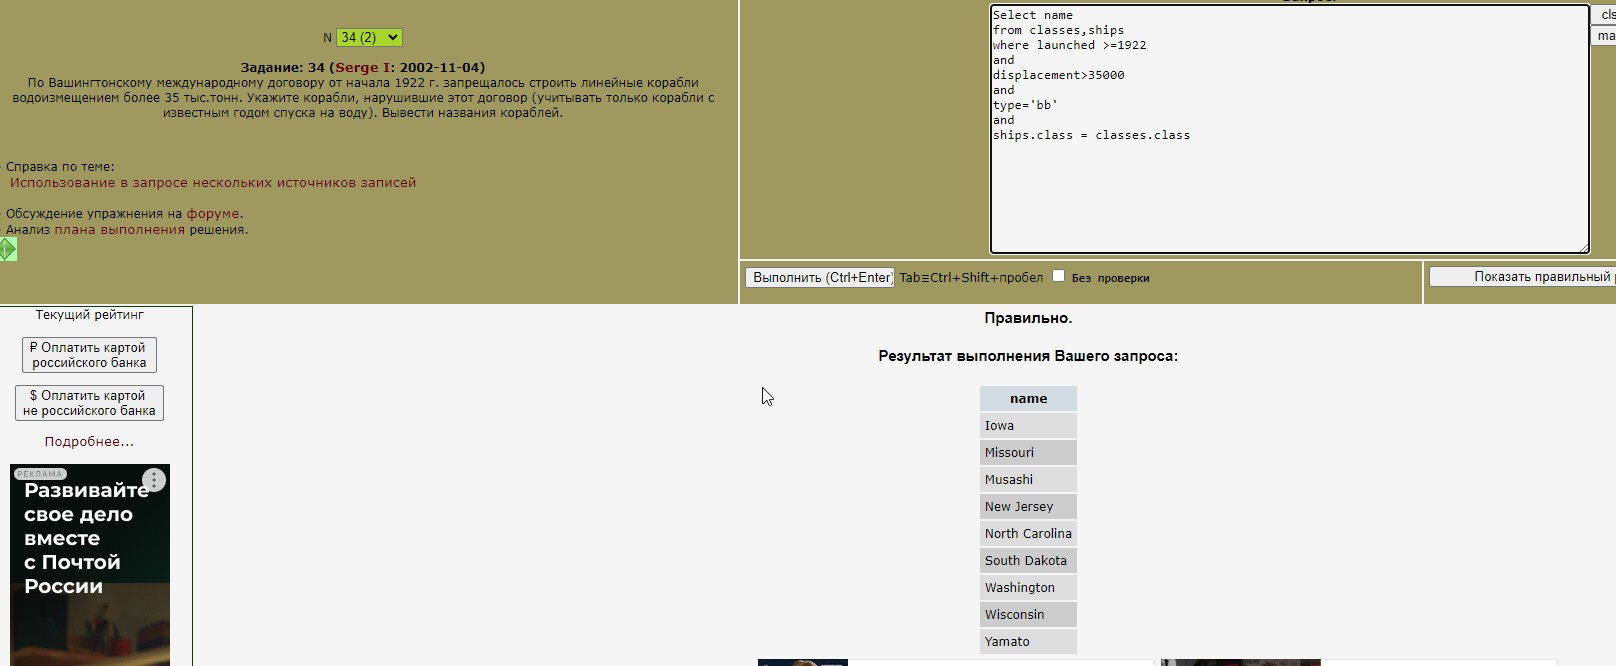 N 34 (2)
Задание: 34 (Serge I: 2002-11-04)
По Вашингтонскому международному договору от начала 1922 г. запрещалось строить линейные корабли
водоизмещением более 35 тыс.тонн. Укажите корабли, нарушившие этот договор (учитывать только корабли c
известным годом спуска на воду). Вывести названия кораблей.
Справка по теме:
Использование в запросе нескольких источников записей
Обсуждение упражнения на форуме.
Анализ плана выполнения решения.
Select name
from classes,ships
where launched >=1922
and
displacement>35000
and
type='bb'
and
ships.class = classes.class
cls
ma
Выполнить (Ctrl+Enter) Tab≡Ctrl+Shift+пробел Без проверки
Показать правильный
Текущий рейтинг
₽ Оплатить картой
российского банка
$ Оплатить картой
не российского банка
Подробнее...
РЕКЛАМА
Развивайте
свое дело
вместе
с Почтой
России
Правильно.
Результат выполнения Вашего запроса:
name
Iowa
Missouri
Musashi
New Jersey
North Carolina
South Dakota
Washington
Wisconsin
Yamato